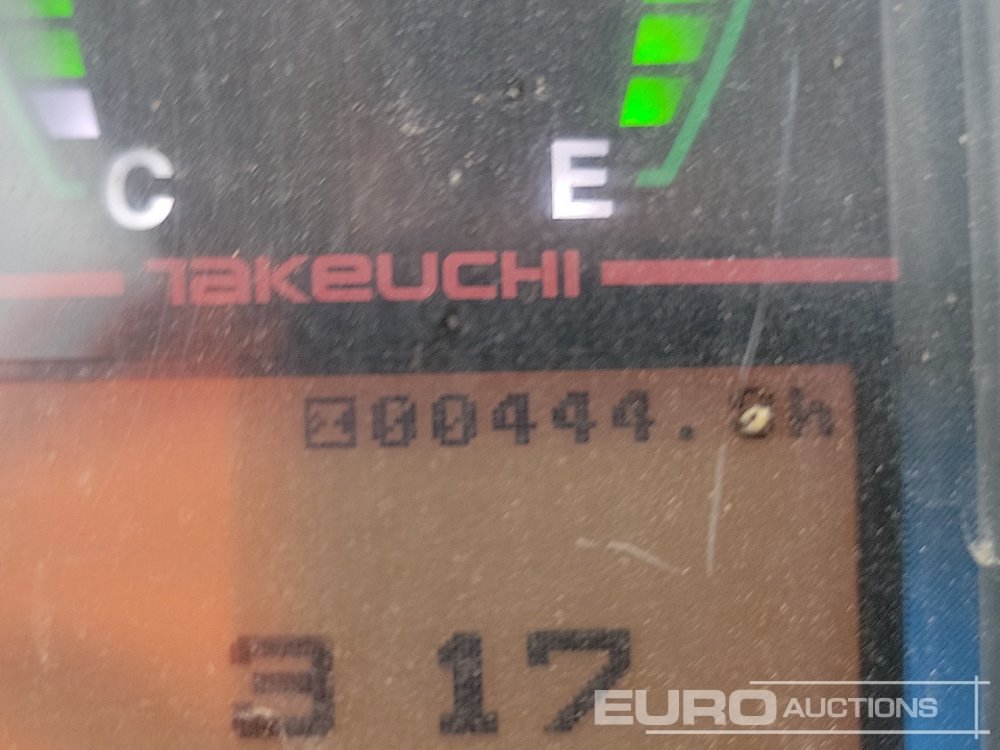 C E
TAKEUCHI
00444. h
3 17
EURO AUCTIONS